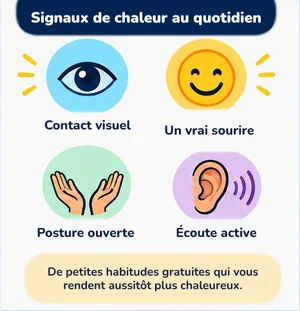 Signaux de chaleur au quotidien
Contact visuel
Un vrai sourire
Posture ouverte
Écoute active
De petites habitudes gratuites qui vous
rendent aussitôt plus chaleureux.